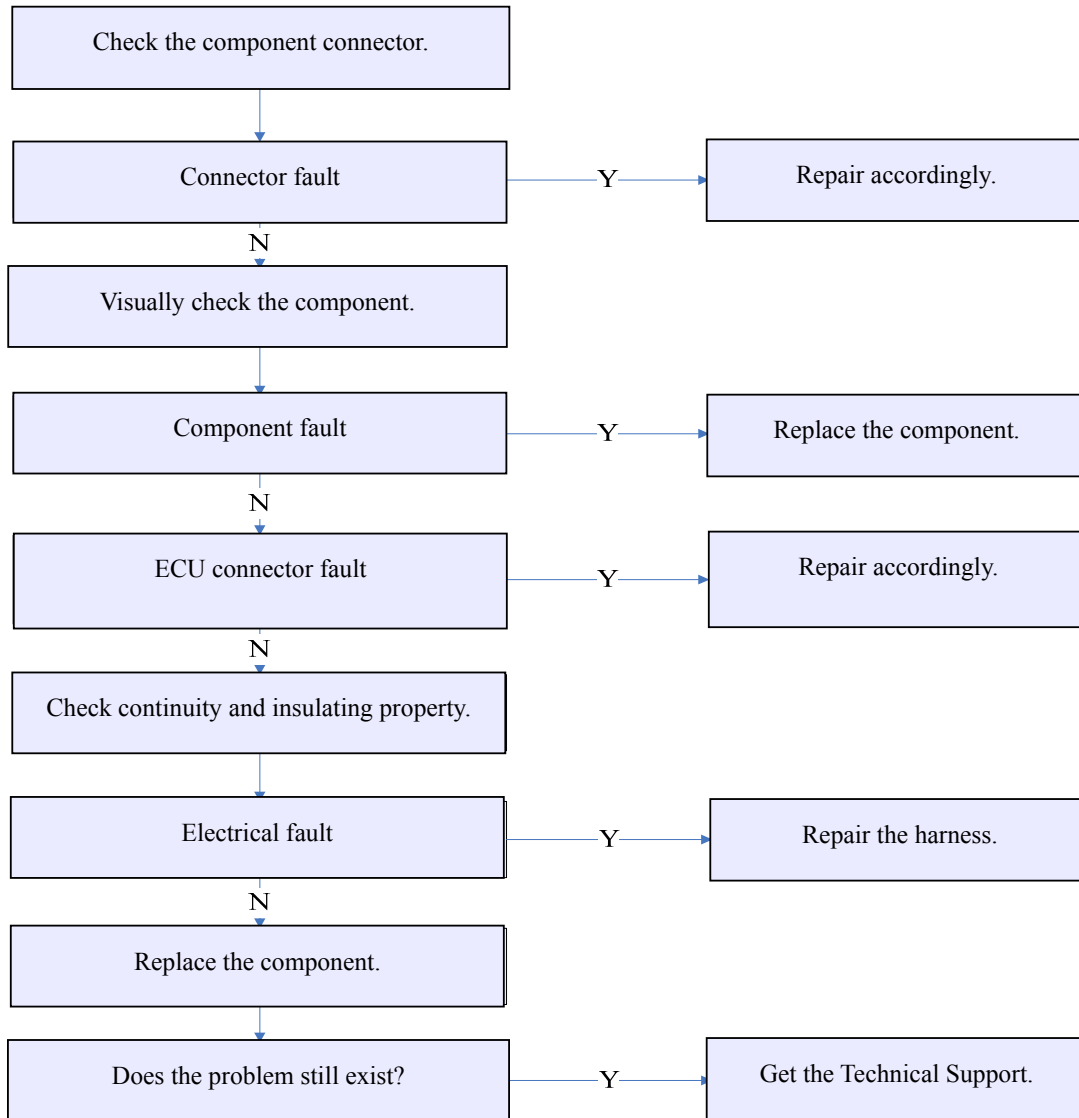 Check the component connector.
Connector fault
Y
Repair accordingly.
N
Visually check the component.
Component fault
Y
Replace the component.
N
ECU connector fault
Y
Repair accordingly.
N
Check continuity and insulating property.
Electrical fault
Y
Repair the harness.
N
Replace the component.
Does the problem still exist?
Y
Get the Technical Support.